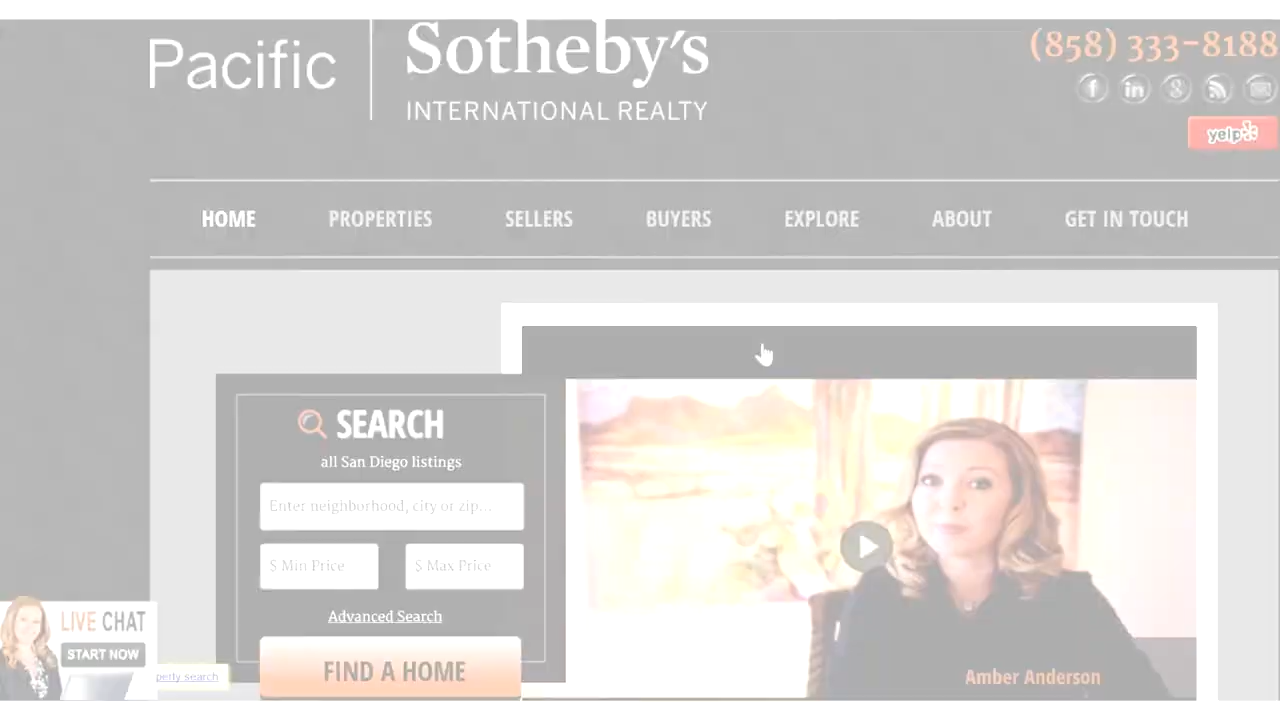 Pacific
Sotheby's
INTERNATIONAL REALTY
(858) 333-8188
yelp
HOME PROPERTIES SELLERS BUYERS EXPLORE ABOUT GET IN TOUCH
SEARCH
all San Diego listings
Enter neighborhood, city or zip...
$ Min Price
$ Max Price
Advanced Search
FIND A HOME
LIVE CHAT
START NOW
search
Amber Anderson